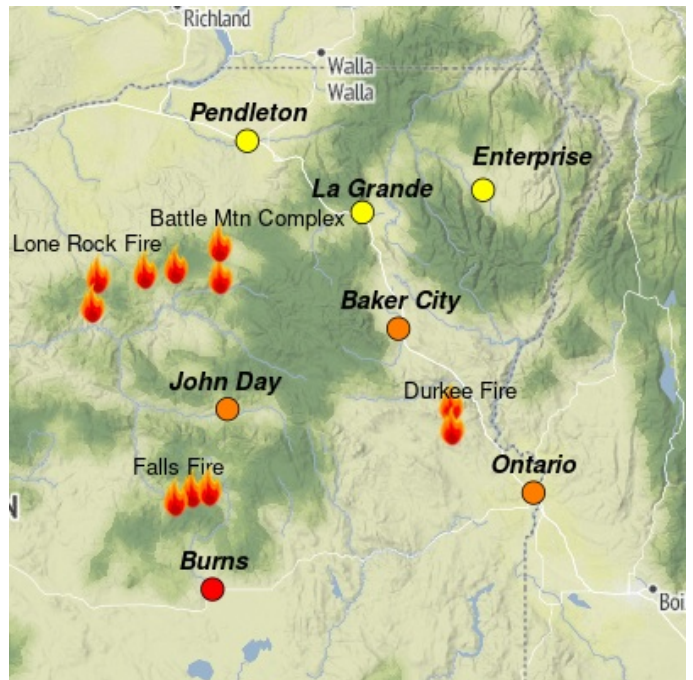 Richland
Walla
Walla
Pendleton
Enterprise
La Grande
Battle Mtn Complex
Lone Rock Fire
Baker City
John Day
Durkee Fire
Falls Fire
Ontario
N
Burns
Boi